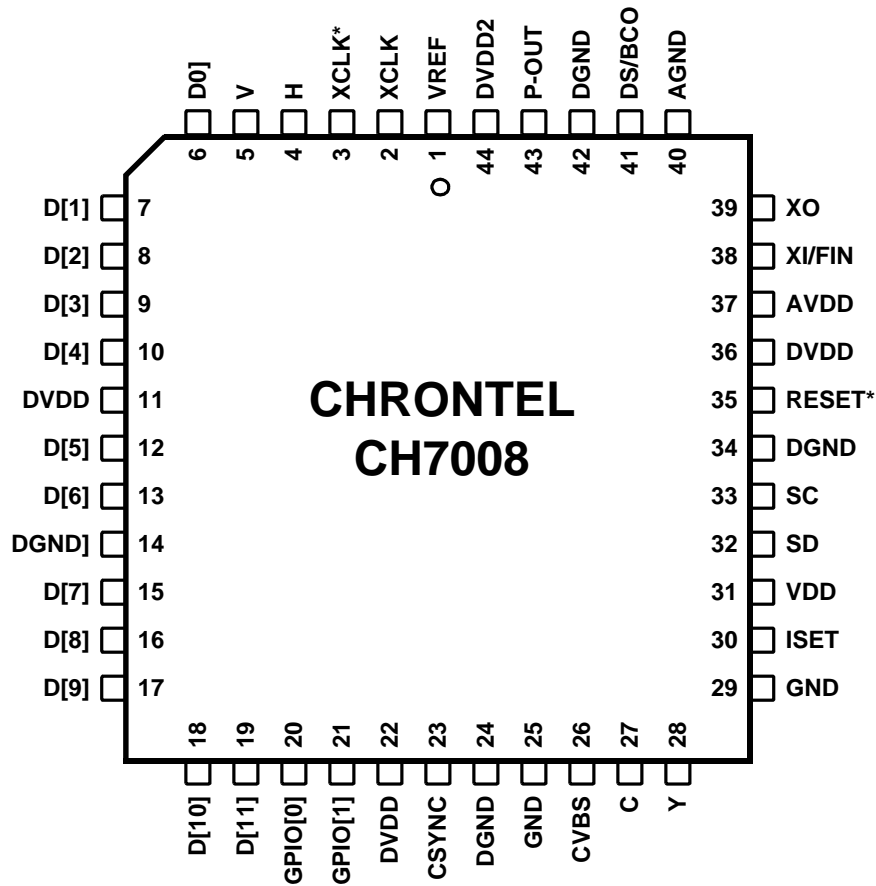 D0]
V
H
XCLK*
XCLK
VREF
DVDD2
P-OUT
DGND
DS/BCO
AGND
6
5
4
3
2
1
44
43
42
41
40
D[1] 7
D[2] 8
D[3] 9
D[4] 10
DVDD 11
D[5] 12
D[6] 13
DGND] 14
D[7] 15
D[8] 16
D[9] 17
CHRONTEL
CH7008
39 XO
38 XI/FIN
37 AVDD
36 DVDD
35 RESET*
34 DGND
33 SC
32 SD
31 VDD
30 ISET
29 GND
18
19
20
21
22
23
24
25
26
27
28
D[10]
D[11]
GPIO[0]
GPIO[1]
DVDD
CSYNC
DGND
GND
CVBS
C
Y